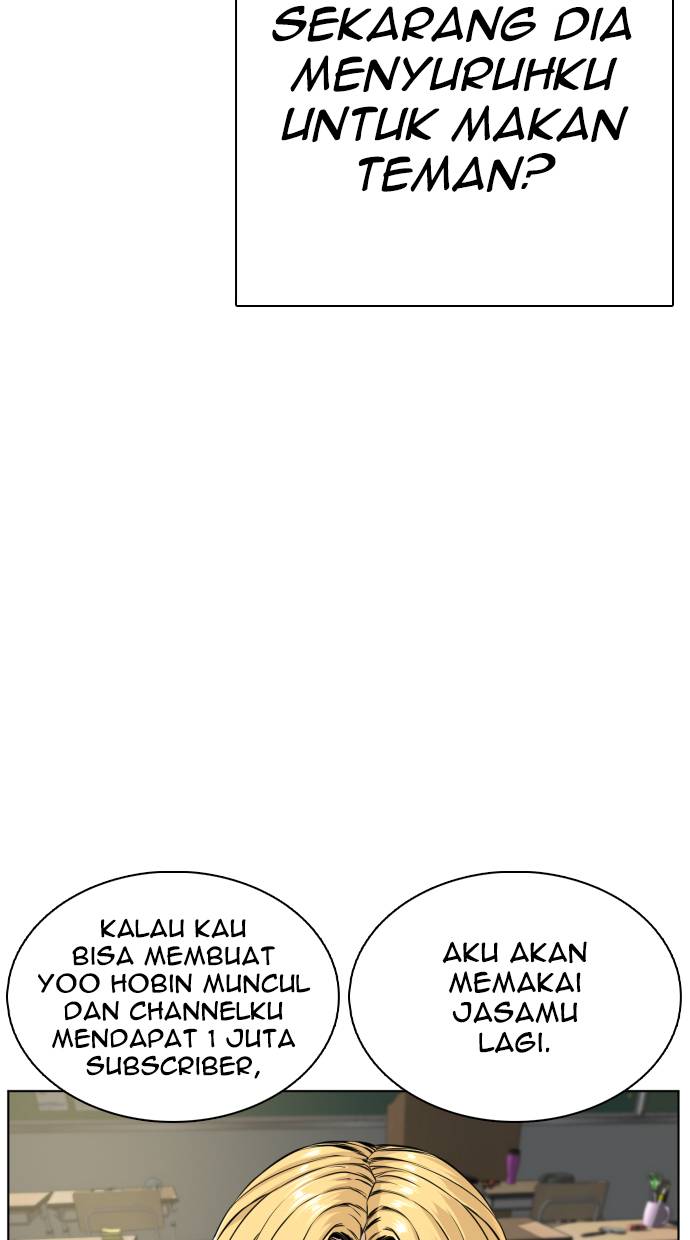 SEKARANG DIA
MENYURUHKU
UNTUK MAKAN
TEMAN?
KALAU KAU
BISA MEMBUAT
YOO HOBIN MUNCUL
DAN CHANNELKU
MENDAPAT 1 JUTA
SUBSCRIBER,
AKU AKAN
MEMAKAI
JASAMU
LAGI.